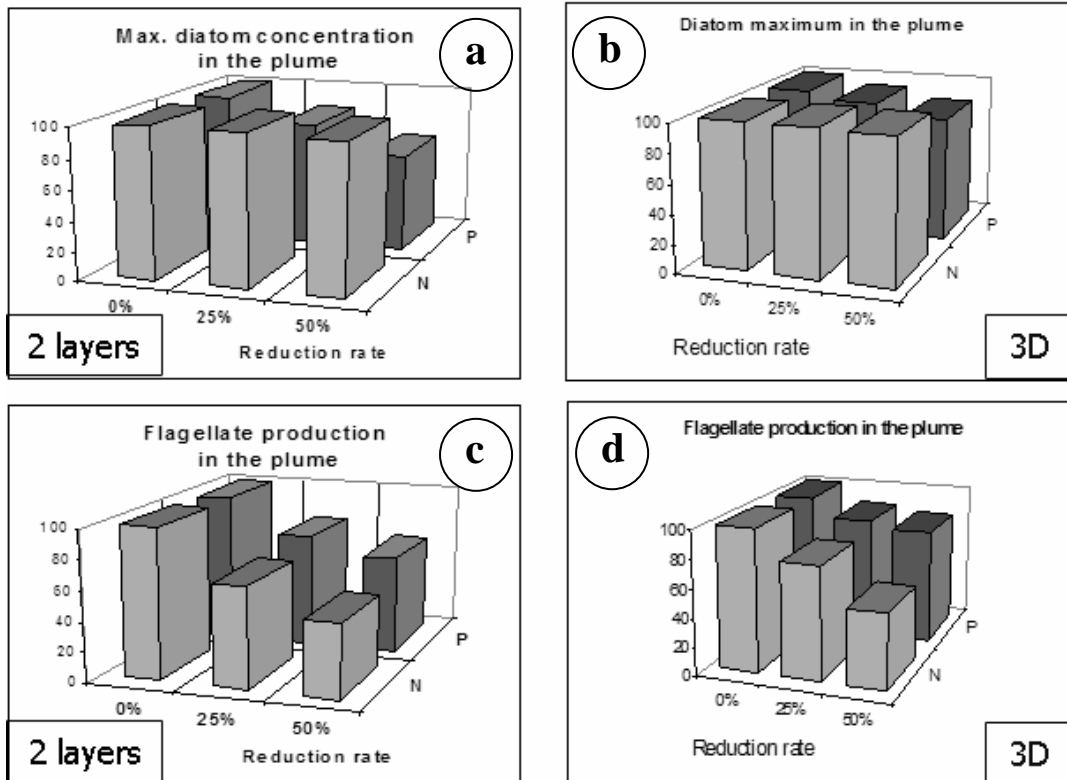 Max. diatom concentration
in the plume
a
100
80
60
40
20
0
0%
25%
50%
N
P
Reduction rate
2 layers
b
Diatom maximum in the plume
100
80
60
40
20
0
0%
25%
50%
N
P
Reduction rate
3D
Flagellate production
in the plume
c
100
80
60
40
20
0
0%
25%
50%
N
P
Reduction rate
2 layers
d
Flagellate production in the plume
100
80
60
40
20
0
0%
25%
50%
N
P
Reduction rate
3D